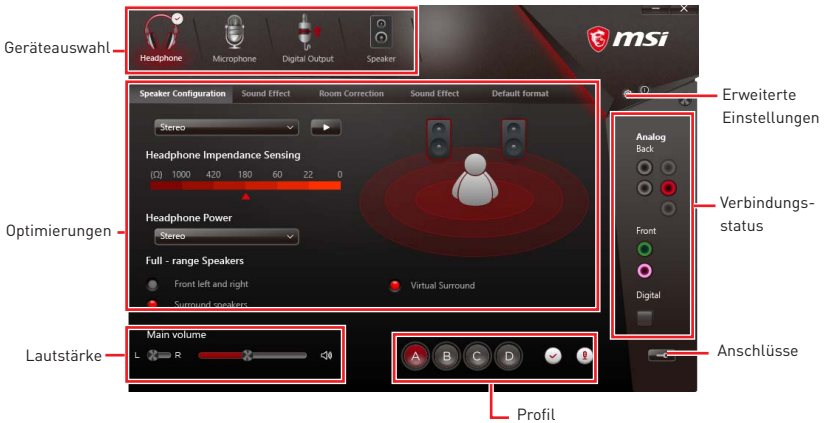 Geräteauswahl
Headphone
Microphone
Digital Output
Speaker
msi
Speaker Configuration
Sound Effect
Room Correction
Sound Effect
Default format
Erweiterte
Einstellungen
Stereo
Headphone Impendance Sensing
(Ω) 1000 420 180 60 22 0
Headphone Power
Stereo
Full - range Speakers
Front left and right
Virtual Surround
Surround speakers
Optimierungen
Analog
Back
Front
Digital
Verbindungs-
status
Main volume
L R
Lautstärke
A B C D
Anschlüsse
Profil